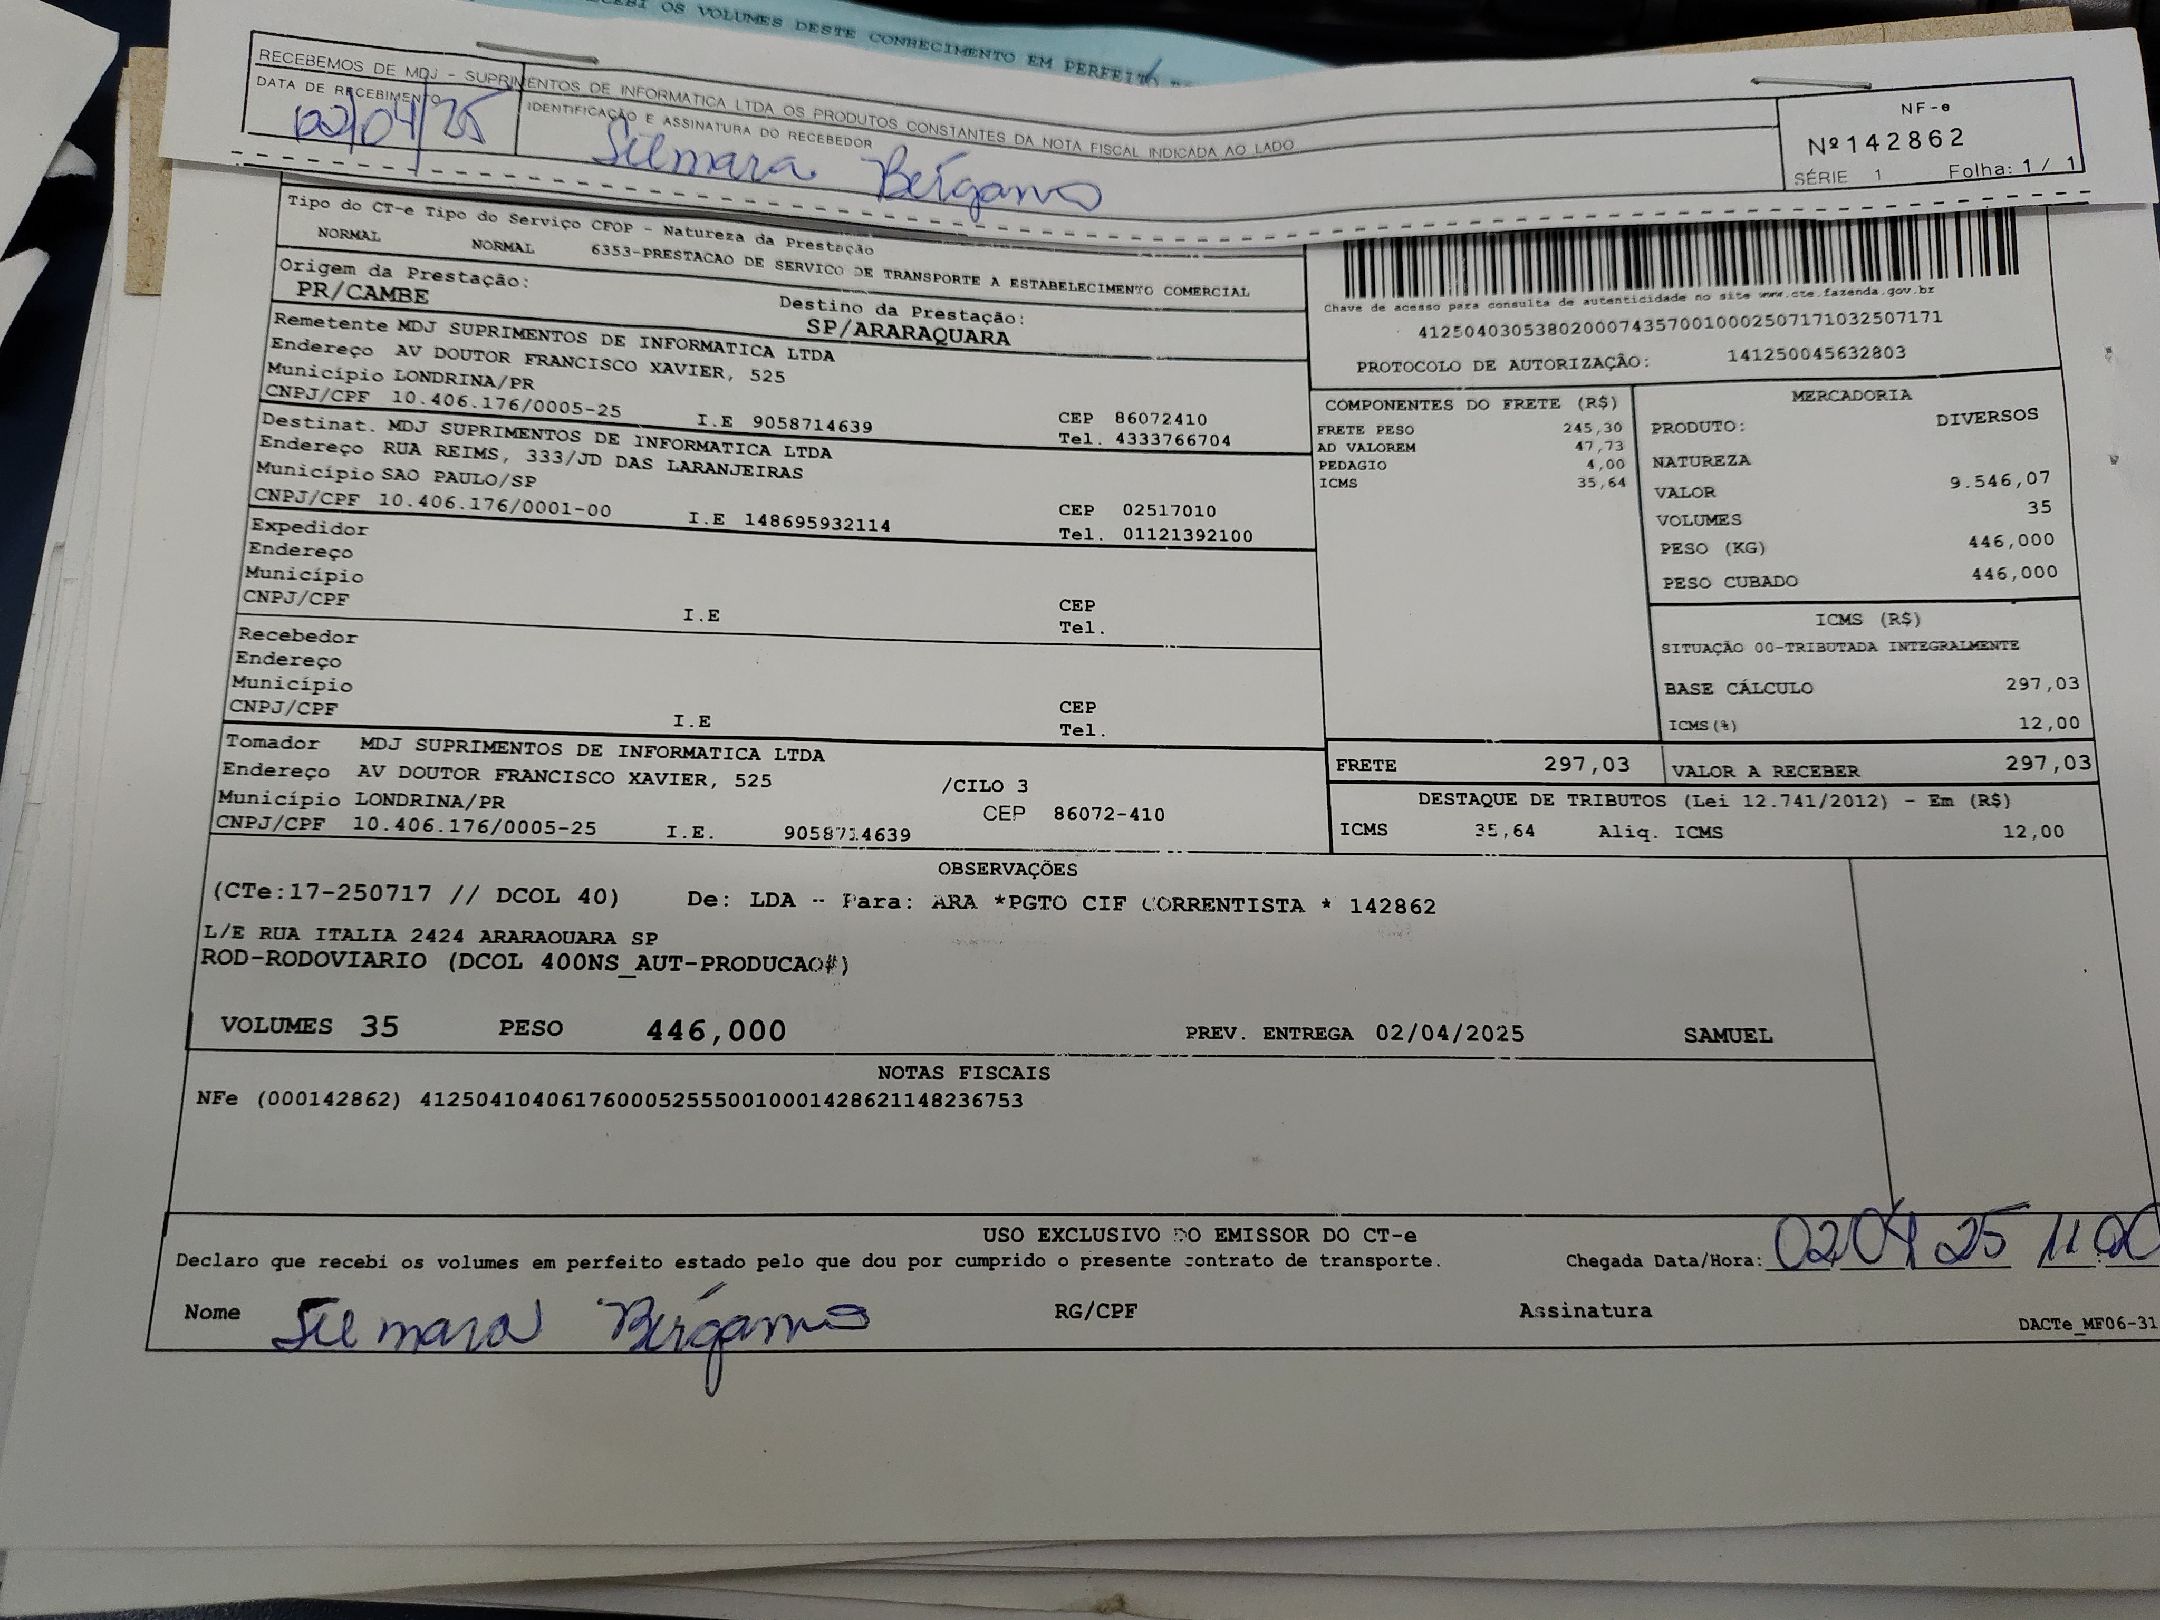 RECEBI OS VOLUMES DESTE CONHECIMENTO EM PERFEITO
RECEBEMOS DE MDJ - SUPRIMENTOS DE INFORMATICA LTDA OS PRODUTOS CONSTANTES DA NOTA FISCAL INDICADA AO LADO
DATA DE RECEBIMENTO
02/04/25
IDENTIFICAÇÃO E ASSINATURA DO RECEBEDOR
Silmara Bergamo
NF-e
Nº142862
SÉRIE 1 Folha: 1 / 1
Tipo do CT-e Tipo do Serviço CFOP - Natureza da Prestação
NORMAL NORMAL 6353-PRESTACAO DE SERVICO DE TRANSPORTE A ESTABELECIMENTO COMERCIAL
Origem da Prestação: Destino da Prestação:
PR/CAMBE SP/ARARAQUARA
Remetente MDJ SUPRIMENTOS DE INFORMATICA LTDA
Endereço AV DOUTOR FRANCISCO XAVIER, 525
Município LONDRINA/PR CEP 86072410
CNPJ/CPF 10.406.176/0005-25 I.E 9058714639 Tel. 4333766704
Destinat. MDJ SUPRIMENTOS DE INFORMATICA LTDA
Endereço RUA REIMS, 333/JD DAS LARANJEIRAS
Município SAO PAULO/SP CEP 02517010
CNPJ/CPF 10.406.176/0001-00 I.E 148695932114 Tel. 01121392100
Expedidor
Endereço
Município CEP
CNPJ/CPF I.E Tel.
Recebedor
Endereço
Município CEP
CNPJ/CPF I.E Tel.
Tomador MDJ SUPRIMENTOS DE INFORMATICA LTDA
Endereço AV DOUTOR FRANCISCO XAVIER, 525 /CILO 3
Município LONDRINA/PR CEP 86072-410
CNPJ/CPF 10.406.176/0005-25 I.E. 9058714639
Chave de acesso para consulta de autenticidade no site www.cte.fazenda.gov.br
41250403053802000743570010002507171032507171
PROTOCOLO DE AUTORIZAÇÃO: 141250045632803
COMPONENTES DO FRETE (R$)
FRETE PESO 245,30
AD VALOREM 47,73
PEDAGIO 4,00
ICMS 35,64
MERCADORIA
PRODUTO: DIVERSOS
NATUREZA
VALOR 9.546,07
VOLUMES 35
PESO (KG) 446,000
PESO CUBADO 446,000
ICMS (R$)
SITUAÇÃO 00-TRIBUTADA INTEGRALMENTE
BASE CÁLCULO 297,03
ICMS(%) 12,00
FRETE 297,03 VALOR A RECEBER 297,03
DESTAQUE DE TRIBUTOS (Lei 12.741/2012) - Em (R$)
ICMS 35,64 Aliq. ICMS 12,00
OBSERVAÇÕES
(CTe:17-250717 // DCOL 40) De: LDA - Para: ARA *PGTO CIF CORRENTISTA * 142862
L/E RUA ITALIA 2424 ARARAQUARA SP
ROD-RODOVIARIO (DCOL 400NS_AUT-PRODUCAO#)
VOLUMES 35 PESO 446,000 PREV. ENTREGA 02/04/2025 SAMUEL
NOTAS FISCAIS
NFe (000142862) 41250410406176000525550010001428621148236753
USO EXCLUSIVO DO EMISSOR DO CT-e
Declaro que recebi os volumes em perfeito estado pelo que dou por cumprido o presente contrato de transporte. Chegada Data/Hora: 02 04 25 11 00
Nome Silmara Bergamo RG/CPF Assinatura
DACTe_MF06-31